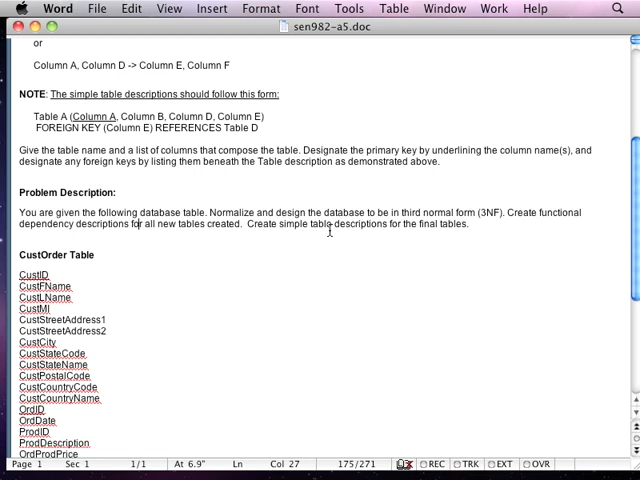 Word File Edit View Insert Format Font Tools Table Window Work Help
sen982-a5.doc
or
Column A, Column D -> Column E, Column F
NOTE: The simple table descriptions should follow this form:
Table A (Column A, Column B, Column D, Column E)
FOREIGN KEY (Column E) REFERENCES Table D
Give the table name and a list of columns that compose the table. Designate the primary key by underlining the column name(s), and
designate any foreign keys by listing them beneath the Table description as demonstrated above.
Problem Description:
You are given the following database table. Normalize and design the database to be in third normal form (3NF). Create functional
dependency descriptions for all new tables created. Create simple table descriptions for the final tables.
CustOrder Table
CustID
CustFName
CustLName
CustMI
CustStreetAddress1
CustStreetAddress2
CustCity
CustStateCode
CustStateName
CustPostalCode
CustCountryCode
CustCountryName
OrdID
OrdDate
ProdID
ProdDescription
OrdProdPrice
Page 1 Sec 1 1/1 At 6.9" Ln Col 27 175/271 REC TRK EXT OVR